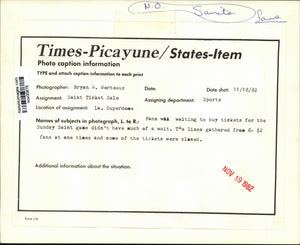 N.O. Saints
Fans
Times-Picayune/States-Item
Photo caption information
TYPE and attach caption information to each print
Photographer: Bryan S. Berteaux Date: Date shot: 11/18/82
Assignment: Saint Ticket Sale Assigning department: Sports
Location of assignment: La. Superdome
Names of subjects in photograph, L. to R.: Fans waiting to buy tickets for the
Sunday Saint game didn't have much of a wait. The lines gathered from 8-12
fans at one times and some of the tickets were closed.
Additional information about the situation.
NOV 19 1982